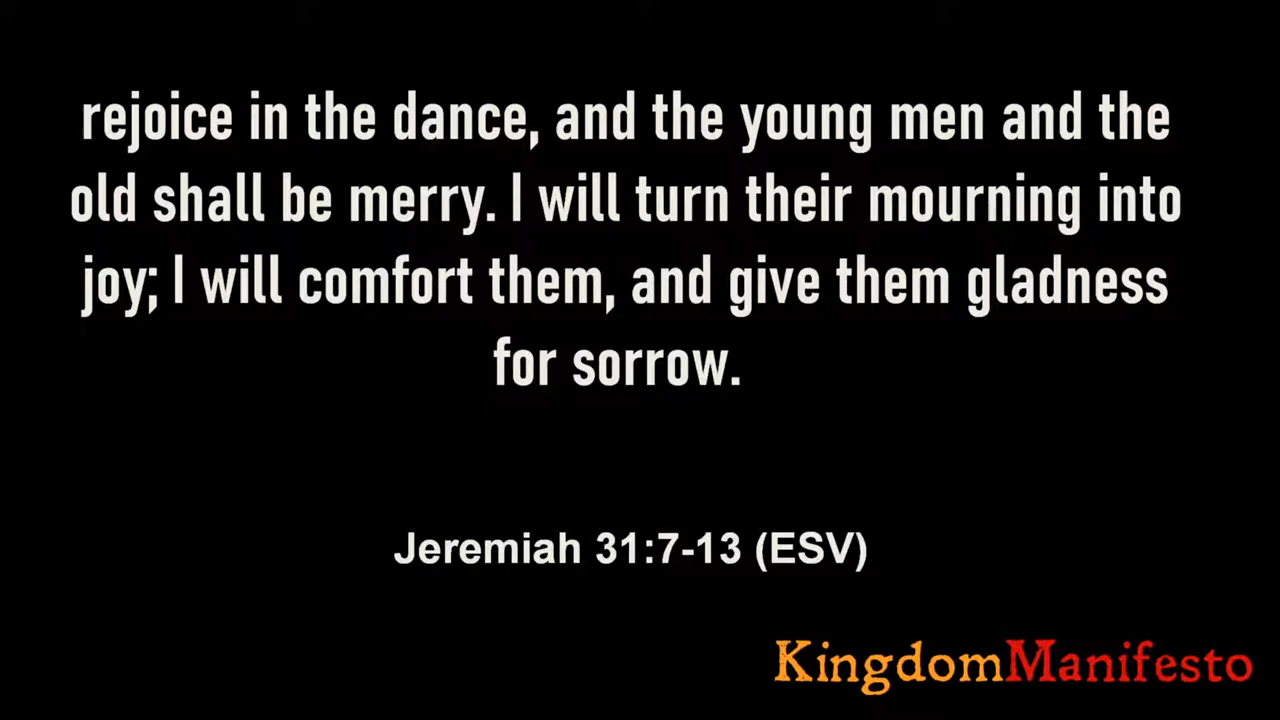 rejoice in the dance, and the young men and the
old shall be merry. I will turn their mourning into
joy; I will comfort them, and give them gladness
for sorrow.
Jeremiah 31:7-13 (ESV)
KingdomManifesto